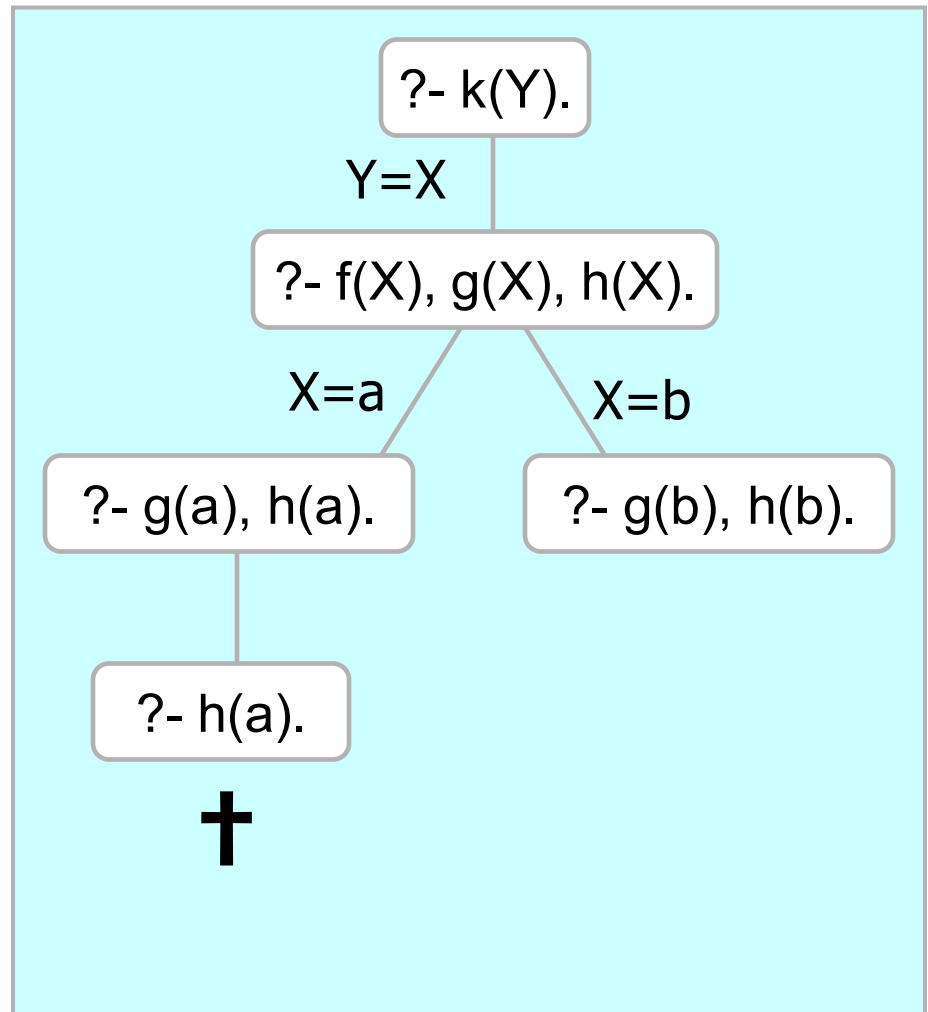 ?- k(Y).
Y=X
?- f(X), g(X), h(X).
X=a
X=b
?- g(a), h(a).
?- g(b), h(b).
?- h(a).
†